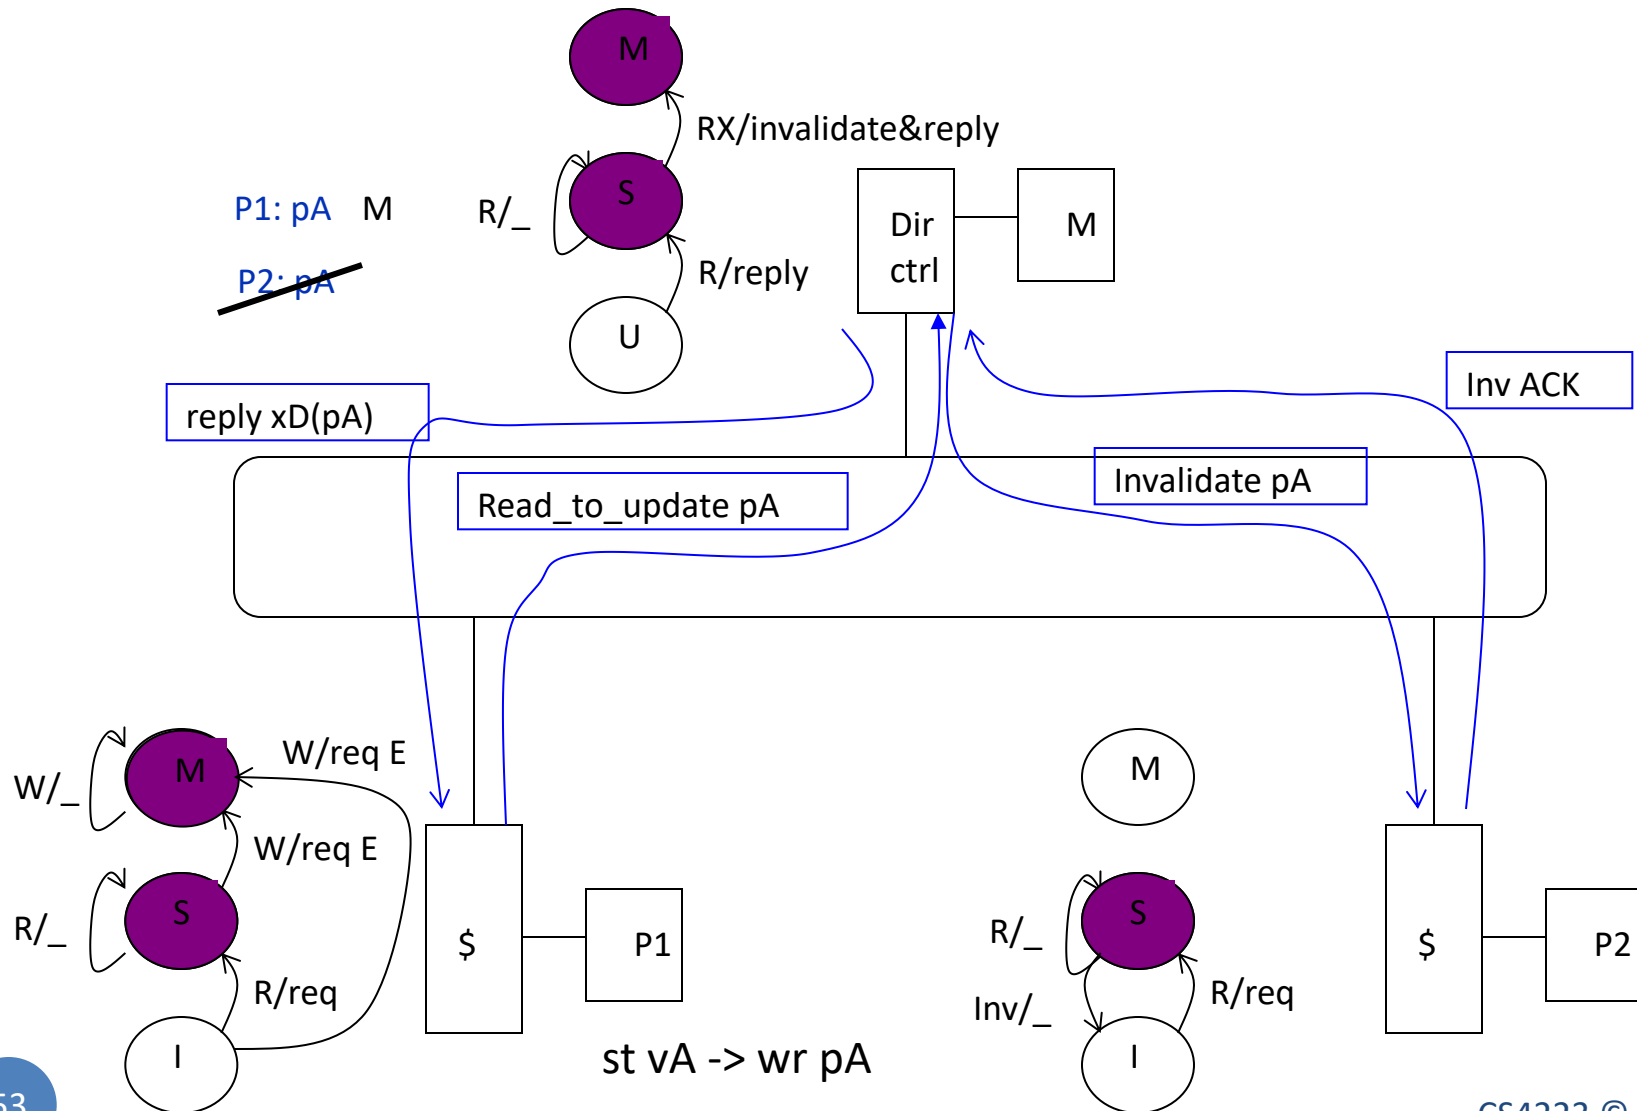 M
RX/invalidate&reply
P1: pA M
R/_
S
Dir
ctrl
M
P2: pA
R/reply
U
reply xD(pA)
Inv ACK
Read_to_update pA
Invalidate pA
W/_
M
W/req E
W/req E
R/_
S
R/req
I
$
P1
M
R/_
S
Inv/_
R/req
I
$
P2
st vA -> wr pA